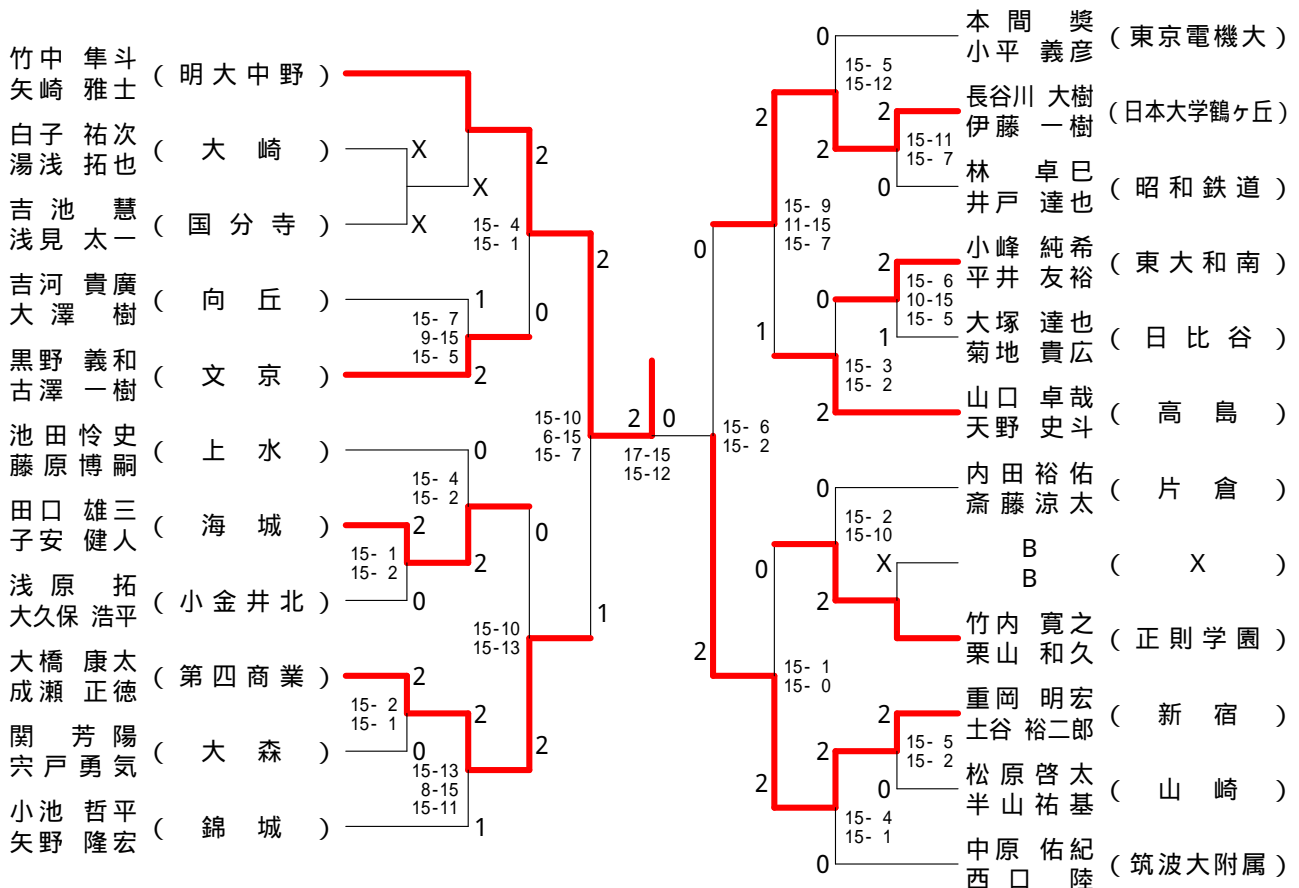 竹中 隼斗
矢崎 雅士
( 明大中野 )
白子 祐次
湯浅 拓也
( 大崎 )
X
2
X
吉池 慧
浅見 太一
( 国分寺 )
X
15- 4
15- 1
2
吉河 貴廣
大澤 樹
( 向丘 )
1
0
15- 7
9-15
15- 5
黒野 義和
古澤 一樹
( 文京 )
2
15-10
6-15
15- 7
池田怜史
藤原博嗣
( 上水 )
0
15- 4
15- 2
田口 雄三
子安 健人
( 海城 )
2
0
15- 1
15- 2
2
浅原 拓
大久保 浩平
( 小金井北 )
0
1
15-10
15-13
大橋 康太
成瀬 正徳
( 第四商業 )
2
15- 2
15- 1
2
関 芳陽
宍戸勇気
( 大森 )
0
2
15-13
8-15
15-11
小池 哲平
矢野 隆宏
( 錦城 )
1
2 0
17-15
15-12
本間 奨
小平 義彦
( 東京電機大 )
0
15- 5
15-12
長谷川 大樹
伊藤 一樹
( 日本大学鶴ヶ丘 )
2
2
15-11
15- 7
2
林 卓巳
井戸 達也
( 昭和鉄道 )
0
15- 9
11-15
15- 7
0
小峰 純希
平井 友裕
( 東大和南 )
2
15- 6
10-15
15- 5
0
大塚 達也
菊地 貴広
( 日比谷 )
1
1
15- 3
15- 2
山口 卓哉
天野 史斗
( 高島 )
2
15- 6
15- 2
内田裕佑
斎藤涼太
( 片倉 )
0
15- 2
15-10
B
B
( X )
X
0
2
竹内 寛之
栗山 和久
( 正則学園 )
2
15- 1
15- 0
重岡 明宏
土谷 裕二郎
( 新宿 )
2
15- 5
15- 2
2
松原啓太
半山祐基
( 山崎 )
0
2
15- 4
15- 1
中原 佑紀
西口 陸
( 筑波大附属 )
0